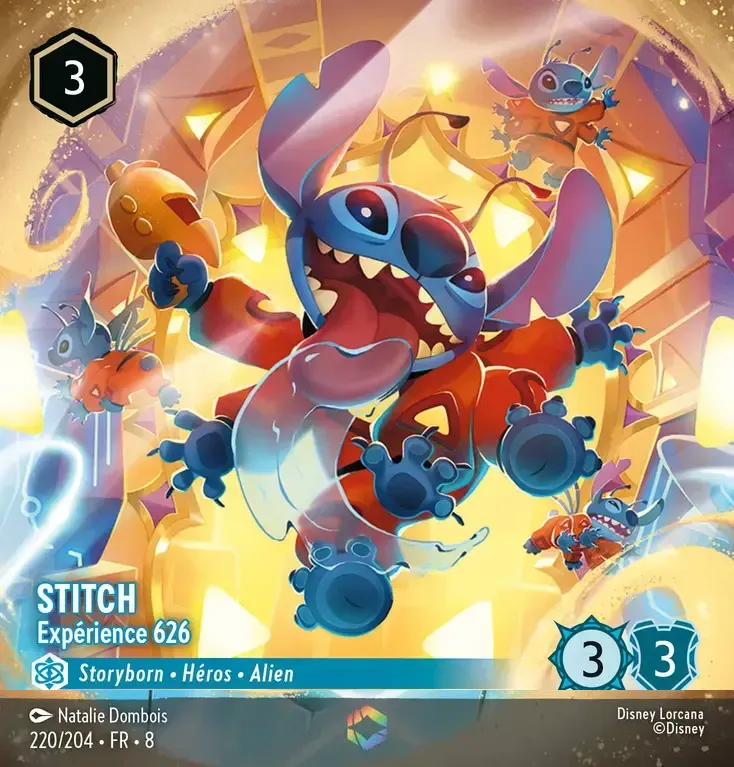 3
STITCH
Expérience 626
Storyborn • Héros • Alien
3
3
Natalie Dombois
220/204 • FR • 8
Disney Lorcana
©Disney